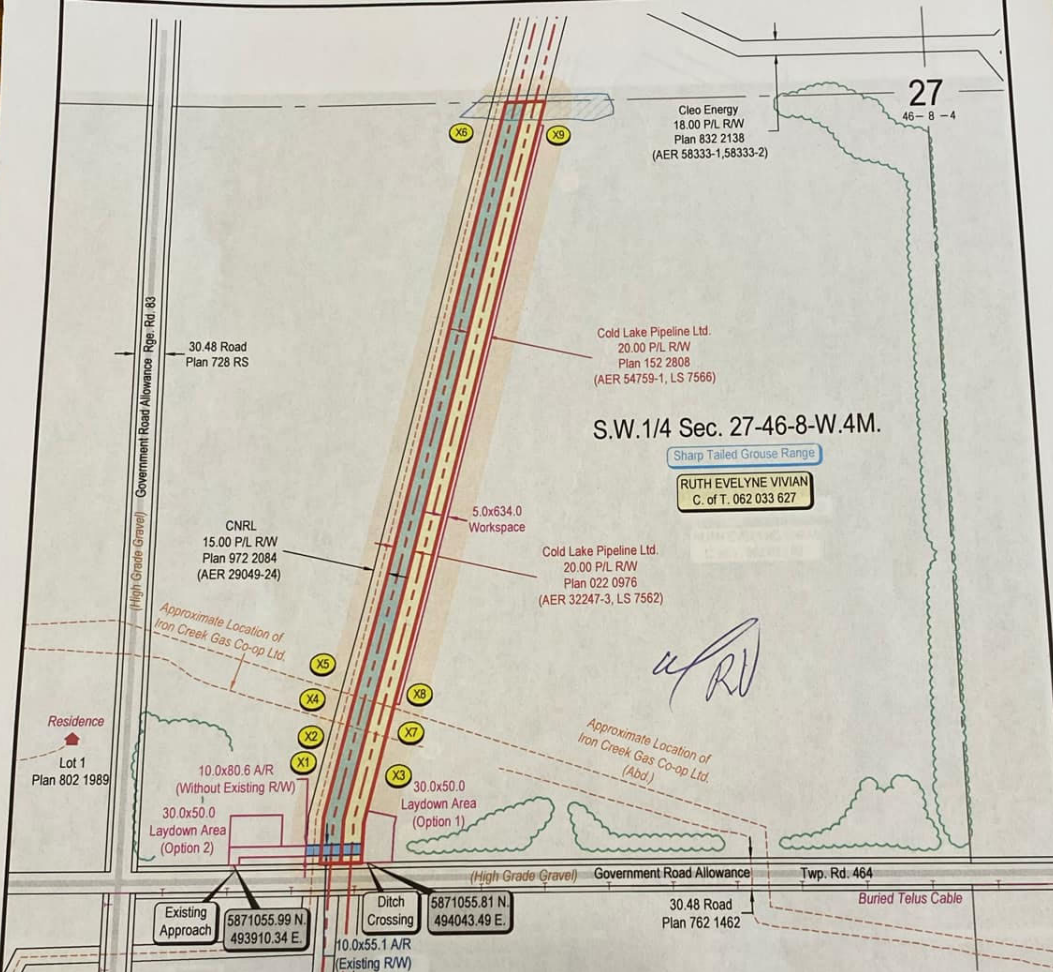 27
46- 8 -4
Cleo Energy
18.00 P/L R/W
Plan 832 2138
(AER 58333-1,58333-2)
X6
X9
30.48 Road
Plan 728 RS
Government Road Allowance Rge. Rd. 83
(High Grade Gravel)
Cold Lake Pipeline Ltd.
20.00 P/L R/W
Plan 152 2808
(AER 54759-1, LS 7566)
S.W.1/4 Sec. 27-46-8-W.4M.
Sharp Tailed Grouse Range
RUTH EVELYNE VIVIAN
C. of T. 062 033 627
5.0x634.0
Workspace
CNRL
15.00 P/L R/W
Plan 972 2084
(AER 29049-24)
Cold Lake Pipeline Ltd.
20.00 P/L R/W
Plan 022 0976
(AER 32247-3, LS 7562)
Approximate Location of
Iron Creek Gas Co-op Ltd.
X5
X4
X8
X2
X7
X1
X3
RV
Approximate Location of
Iron Creek Gas Co-op Ltd.
(Abd.)
Residence
Lot 1
Plan 802 1989
10.0x80.6 A/R
(Without Existing R/W)
30.0x50.0
Laydown Area
(Option 2)
30.0x50.0
Laydown Area
(Option 1)
(High Grade Gravel)
Government Road Allowance
Twp. Rd. 464
Buried Telus Cable
Existing
Approach
5871055.99 N.
493910.34 E.
Ditch
Crossing
5871055.81 N.
494043.49 E.
30.48 Road
Plan 762 1462
10.0x55.1 A/R
(Existing R/W)